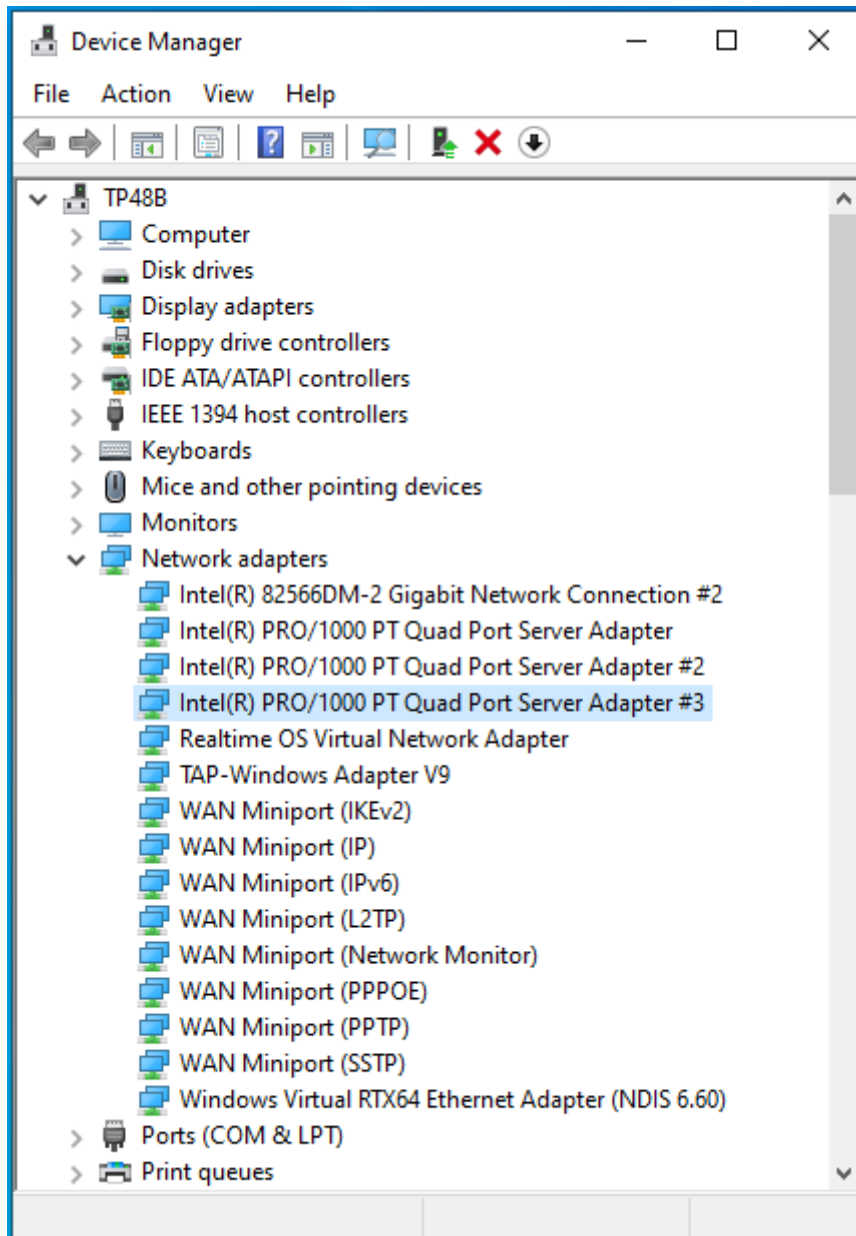 Device Manager
File Action View Help
TP48B
Computer
Disk drives
Display adapters
Floppy drive controllers
IDE ATA/ATAPI controllers
IEEE 1394 host controllers
Keyboards
Mice and other pointing devices
Monitors
Network adapters
Intel(R) 82566DM-2 Gigabit Network Connection #2
Intel(R) PRO/1000 PT Quad Port Server Adapter
Intel(R) PRO/1000 PT Quad Port Server Adapter #2
Intel(R) PRO/1000 PT Quad Port Server Adapter #3
Realtime OS Virtual Network Adapter
TAP-Windows Adapter V9
WAN Miniport (IKEv2)
WAN Miniport (IP)
WAN Miniport (IPv6)
WAN Miniport (L2TP)
WAN Miniport (Network Monitor)
WAN Miniport (PPPOE)
WAN Miniport (PPTP)
WAN Miniport (SSTP)
Windows Virtual RTX64 Ethernet Adapter (NDIS 6.60)
Ports (COM & LPT)
Print queues